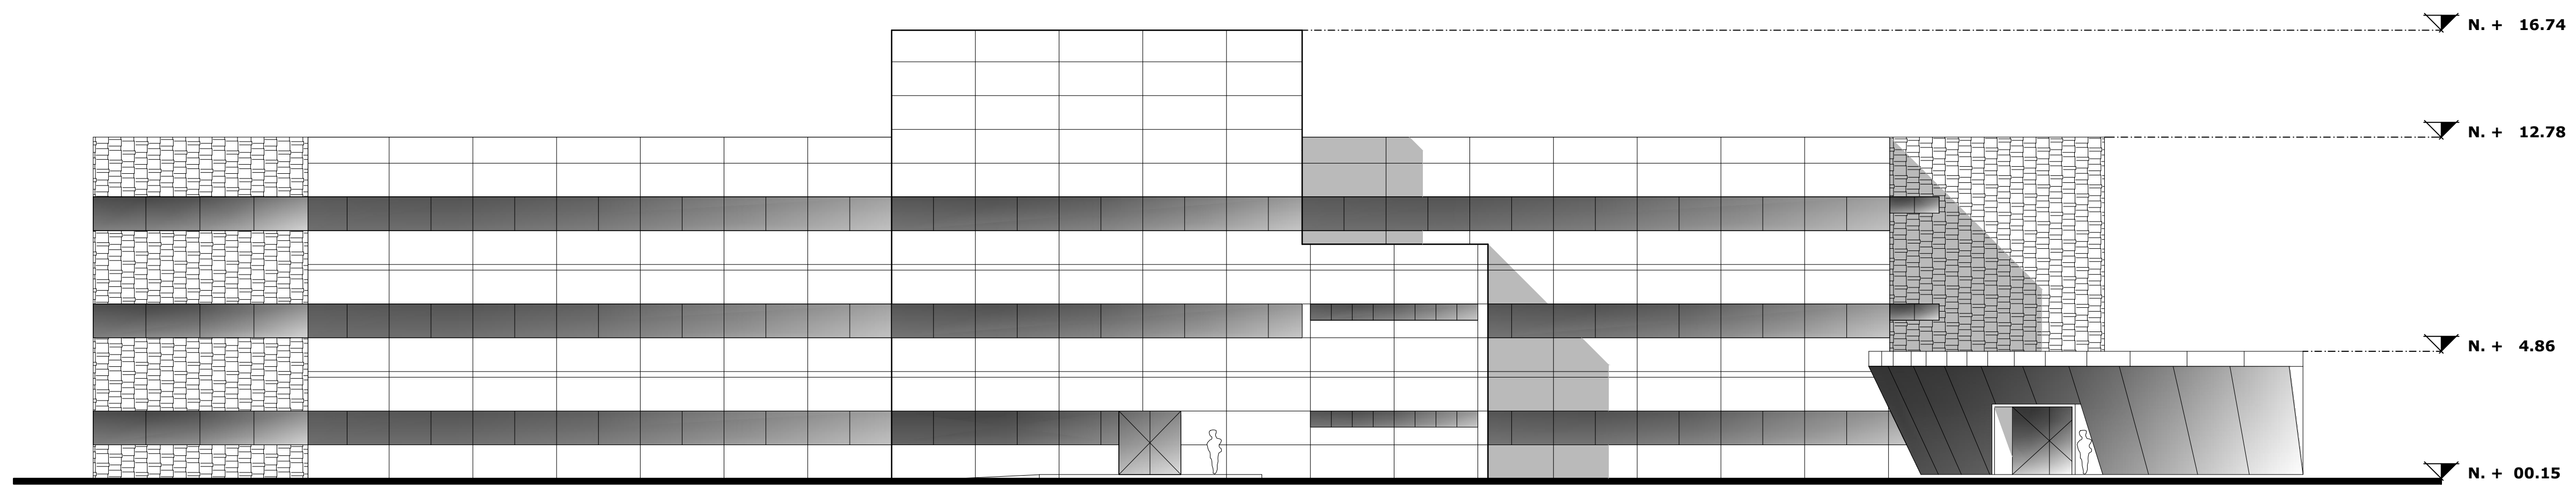 N. + 16.74
N. + 12.78
N. + 4.86
N. + 00.15